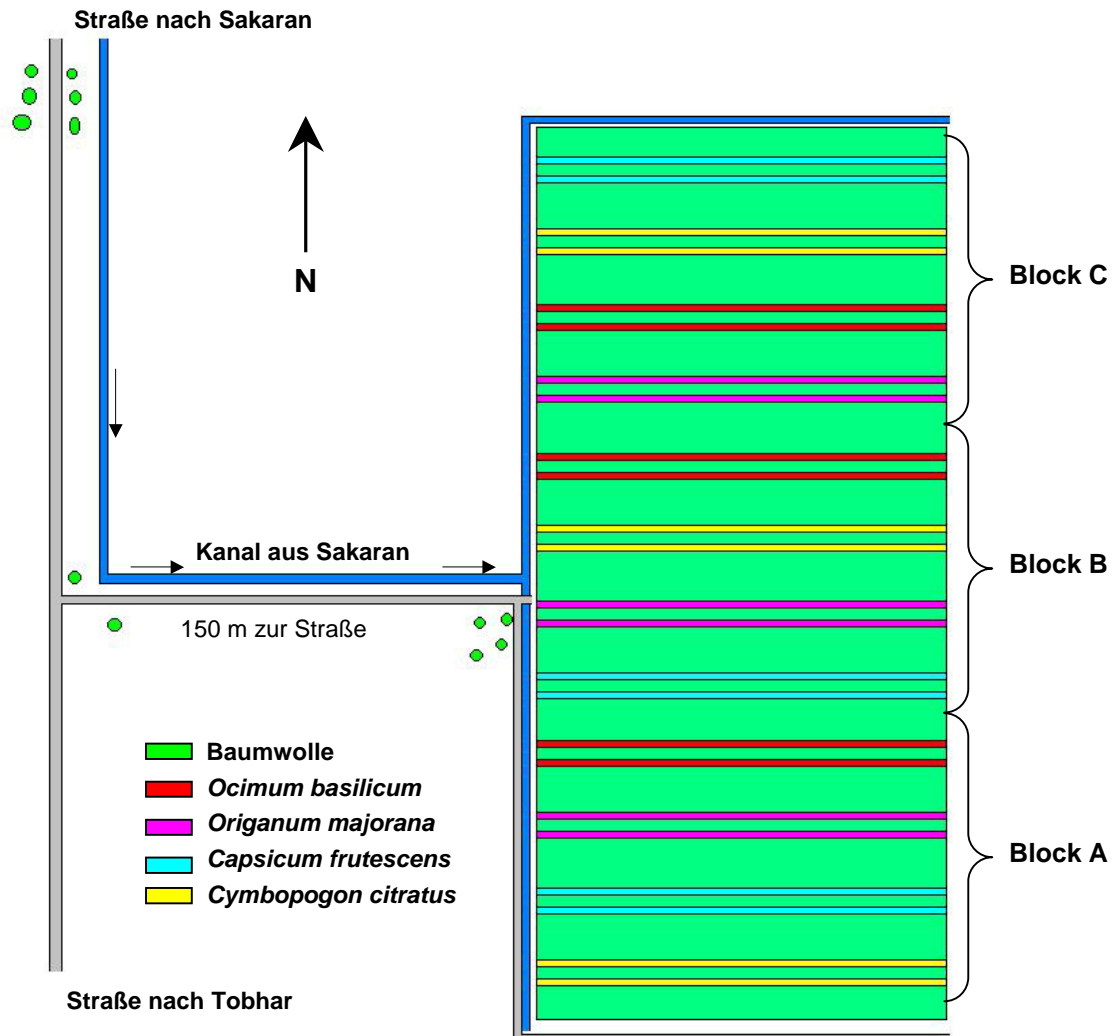 Straße nach Sakaran
N
Block C
Kanal aus Sakaran
Block B
150 m zur Straße
Baumwolle
Ocimum basilicum
Origanum majorana
Capsicum frutescens
Cymbopogon citratus
Block A
Straße nach Tobhar